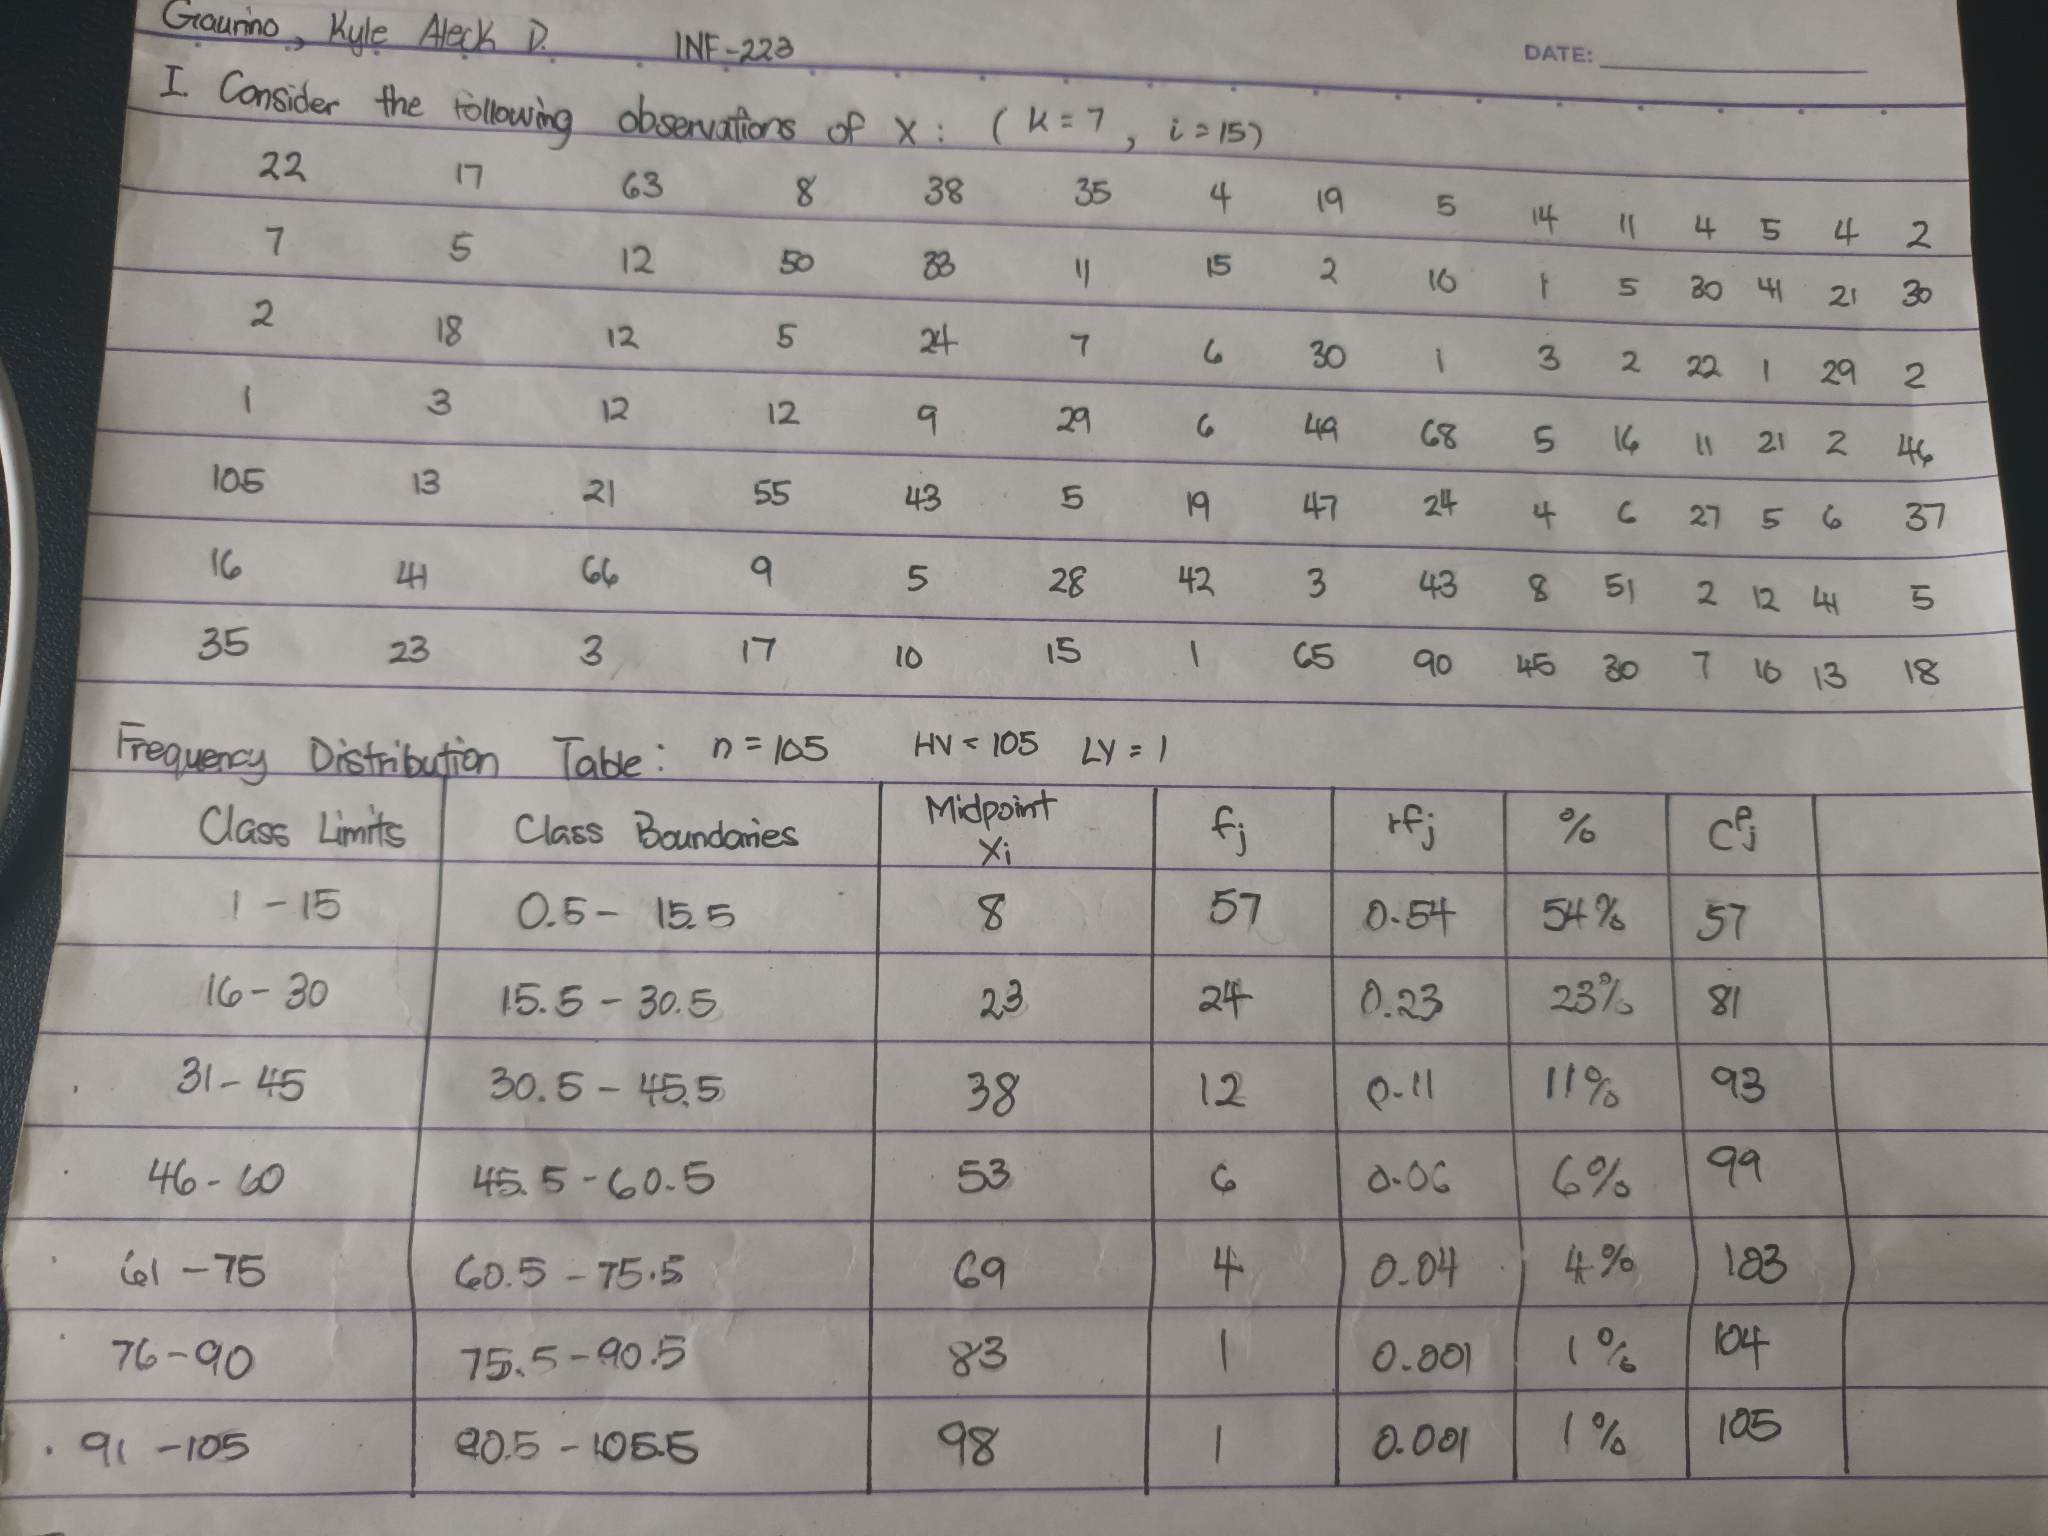 Gaurino, Kyle Aleck D. INF-223 DATE:
I. Consider the following observations of X : ( K = 7 , i = 15)
22 17 63 8 38 35 4 19 5 14 11 4 5 4 2
7 5 12 50 33 11 15 2 16 1 5 30 41 21 30
2 18 12 5 24 7 6 30 1 3 2 22 1 29 2
1 3 12 12 9 29 6 49 68 5 16 11 21 2 46
105 13 21 55 43 5 19 47 24 4 6 27 5 6 37
16 41 66 9 5 28 42 3 43 8 51 2 12 41 5
35 23 3 17 10 15 1 65 90 45 30 7 16 13 18
Frequency Distribution Table : n = 105 HV = 105 LV = 1
Class Limits Class Boundaries Midpoint Xi fj rfj % cfj
1 - 15 0.5 - 15.5 8 57 0.54 54% 57
16 - 30 15.5 - 30.5 23 24 0.23 23% 81
31 - 45 30.5 - 45.5 38 12 0.11 11% 93
46 - 60 45.5 - 60.5 53 6 0.06 6% 99
61 - 75 60.5 - 75.5 69 4 0.04 4% 103
76 - 90 75.5 - 90.5 83 1 0.001 1% 104
91 - 105 90.5 - 105.5 98 1 0.001 1% 105